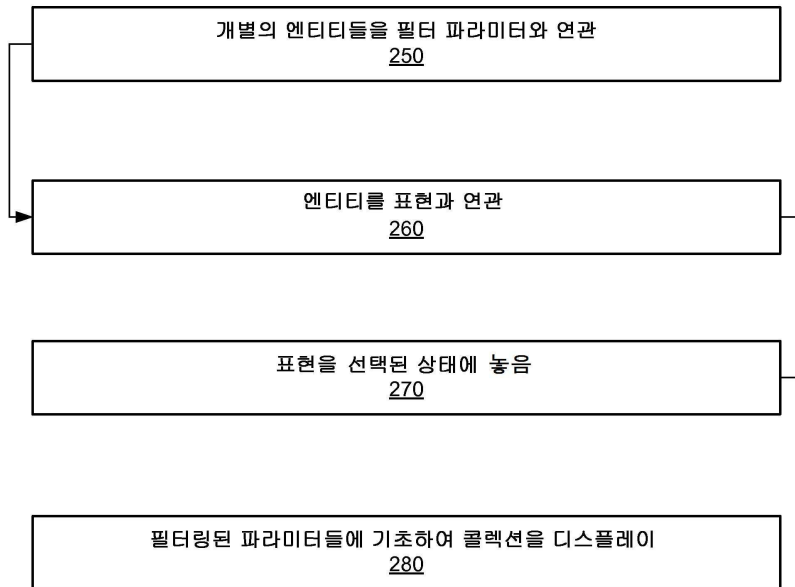 개별의 엔티티들을 필터 파라미터와 연관
250
엔티티를 표현과 연관
260
표현을 선택된 상태에 놓음
270
필터링된 파라미터들에 기초하여 콜렉션을 디스플레이
280